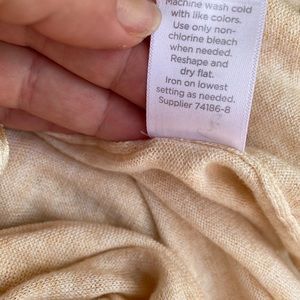 Machine wash cold
with like colors.
Use only non-
chlorine bleach
when needed.
Reshape and
dry flat.
Iron on lowest
setting as needed.
Supplier 74186-8